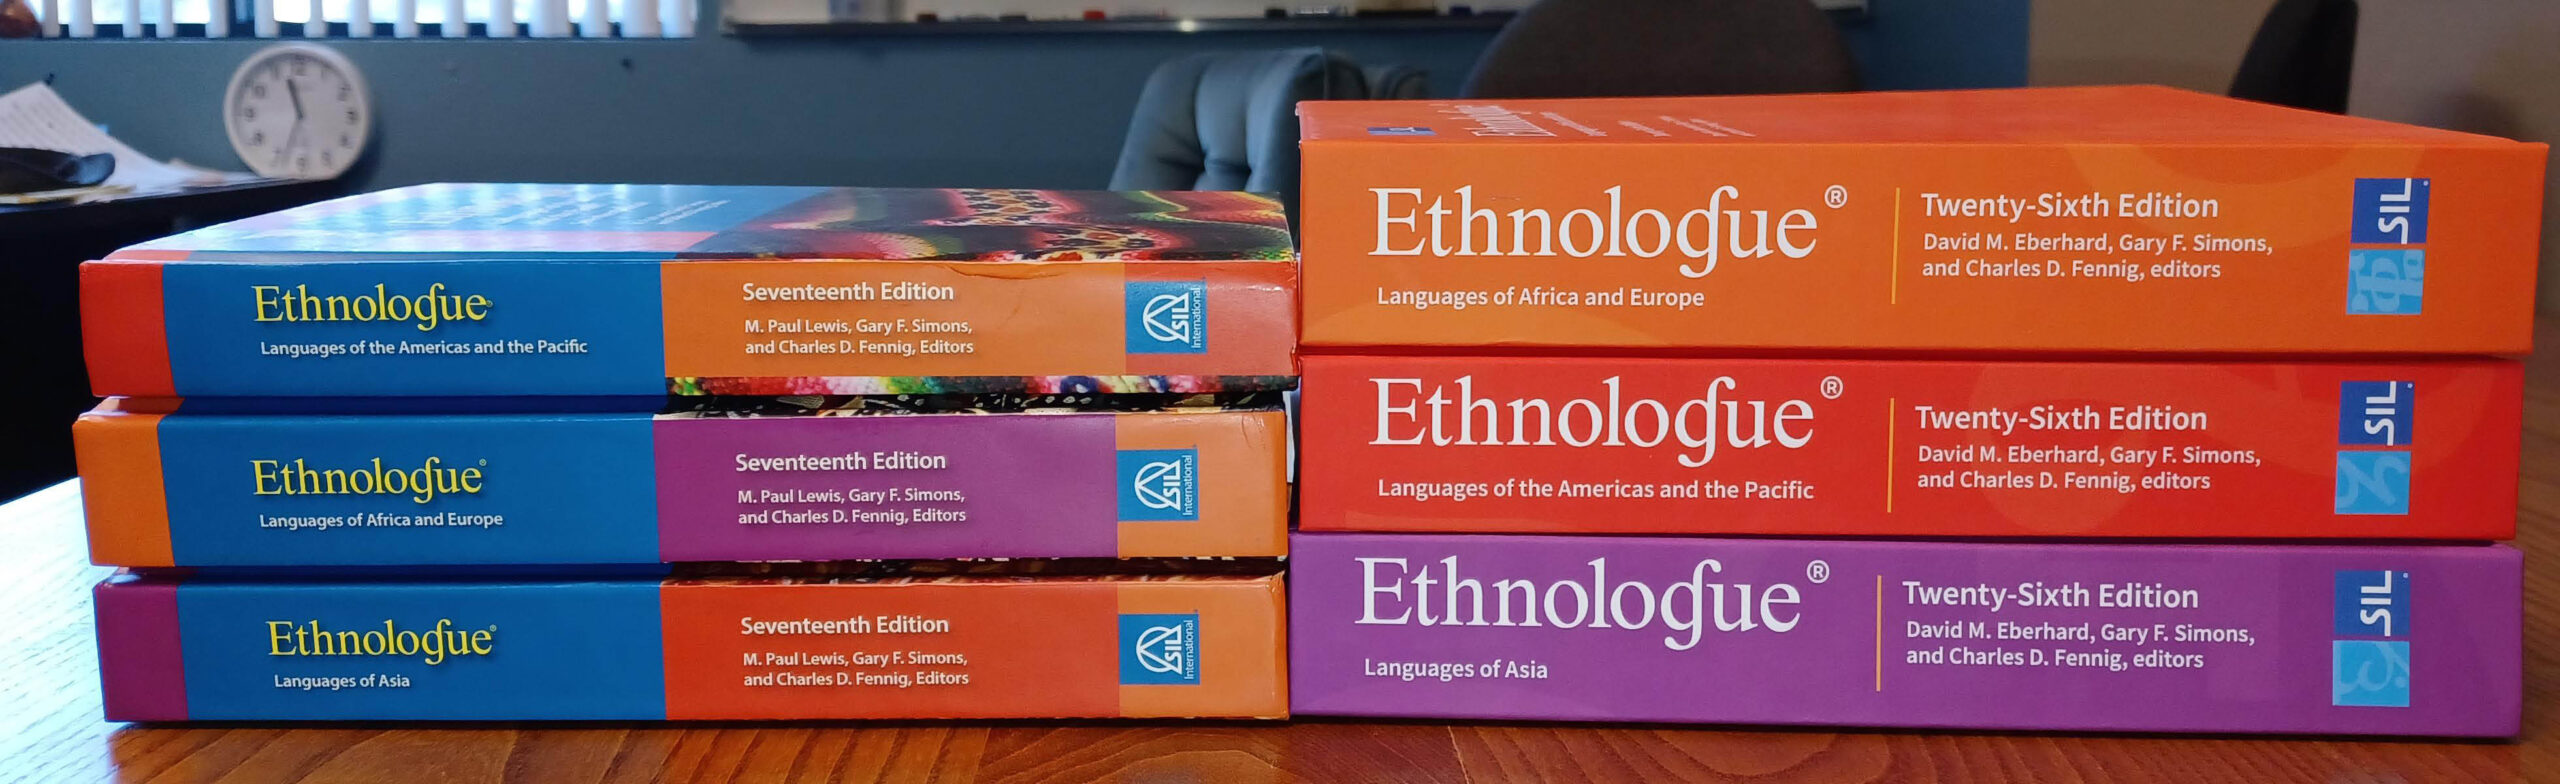 Ethnologue®
Languages of the Americas and the Pacific
Seventeenth Edition
M. Paul Lewis, Gary F. Simons,
and Charles D. Fennig, Editors
SIL
International
Ethnologue®
Languages of Africa and Europe
Seventeenth Edition
M. Paul Lewis, Gary F. Simons,
and Charles D. Fennig, Editors
SIL
International
Ethnologue®
Languages of Asia
Seventeenth Edition
M. Paul Lewis, Gary F. Simons,
and Charles D. Fennig, Editors
SIL
International
Ethnologue
Ethnologue®
Languages of Africa and Europe
Twenty-Sixth Edition
David M. Eberhard, Gary F. Simons,
and Charles D. Fennig, editors
SIL
Ethnologue®
Languages of the Americas and the Pacific
Twenty-Sixth Edition
David M. Eberhard, Gary F. Simons,
and Charles D. Fennig, editors
SIL
Ethnologue®
Languages of Asia
Twenty-Sixth Edition
David M. Eberhard, Gary F. Simons,
and Charles D. Fennig, editors
SIL